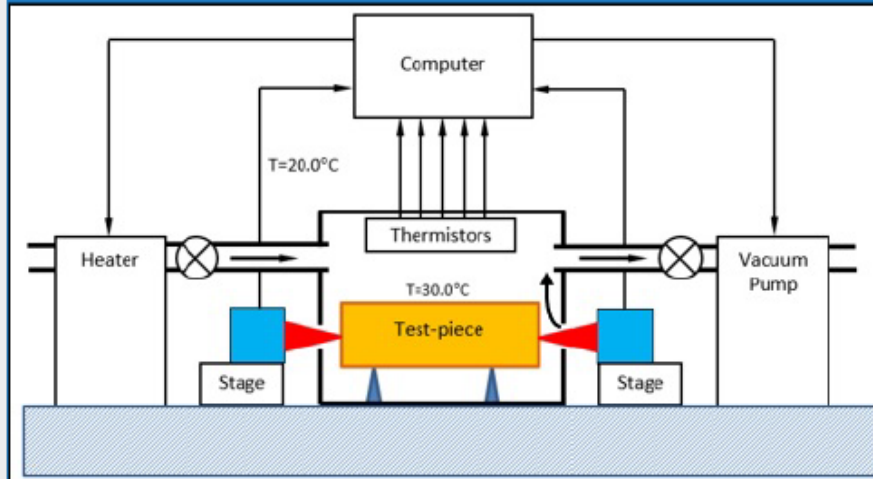 Computer
T=20.0°C
Thermistors
Heater
Vacuum
Pump
T=30.0°C
Test-piece
Stage
Stage